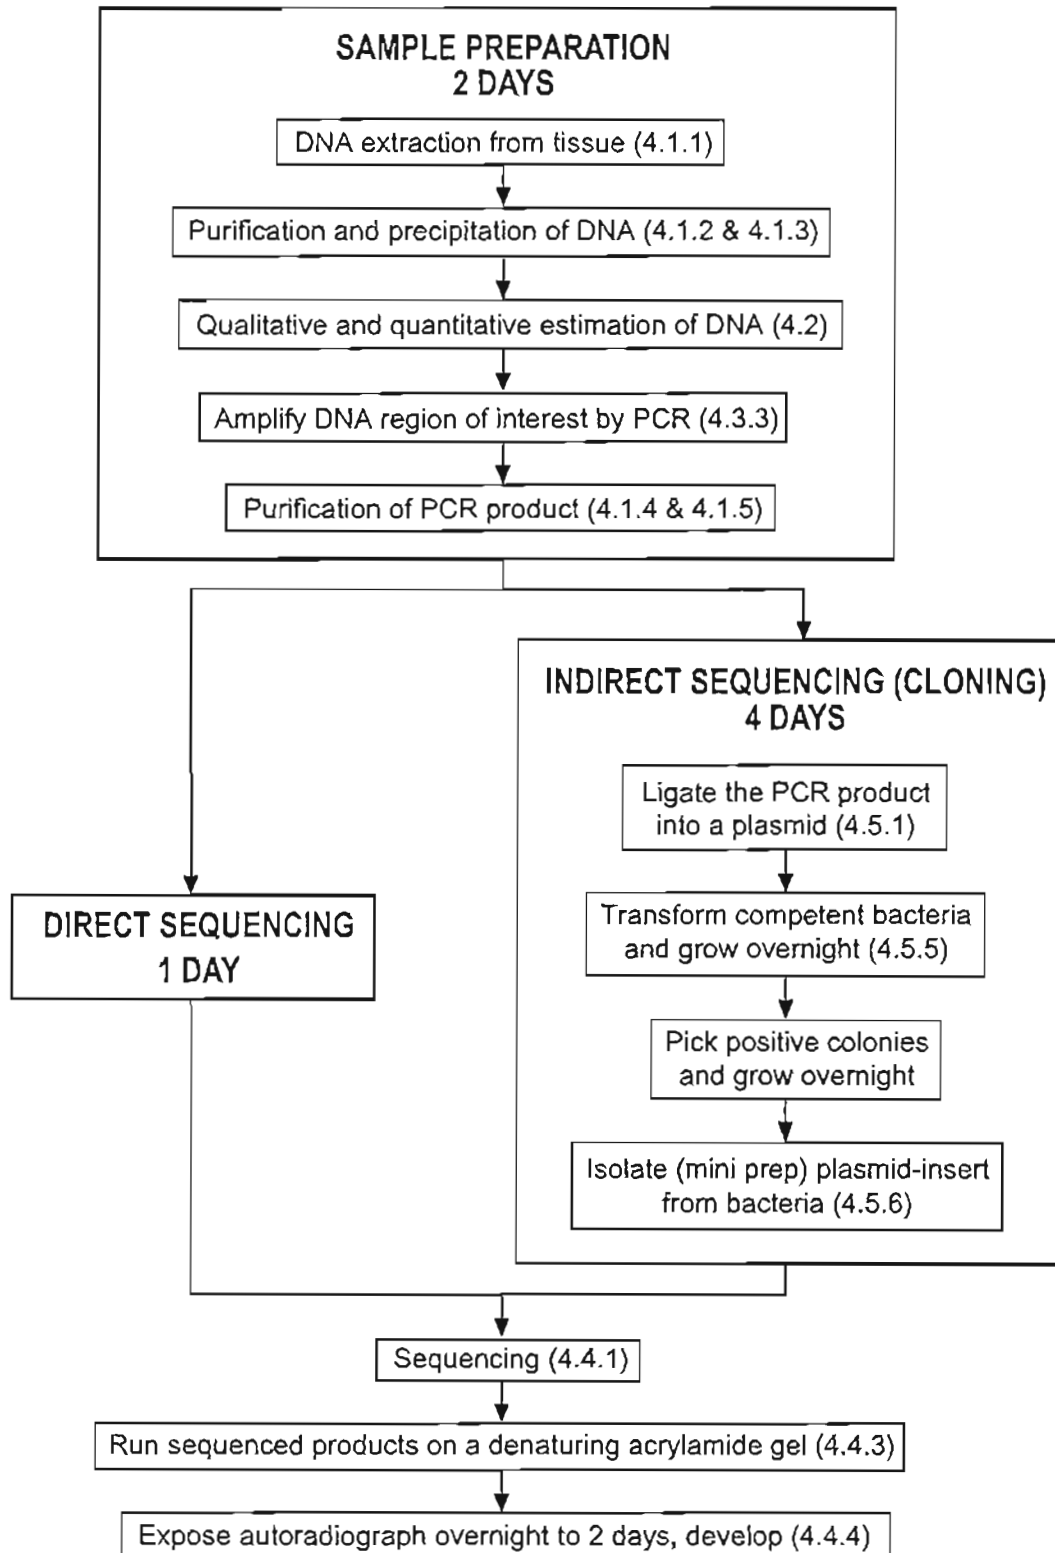 SAMPLE PREPARATION
2 DAYS
DNA extraction from tissue (4.1.1)
Purification and precipitation of DNA (4.1.2 & 4.1.3)
Qualitative and quantitative estimation of DNA (4.2)
Amplify DNA region of interest by PCR (4.3.3)
Purification of PCR product (4.1.4 & 4.1.5)
INDIRECT SEQUENCING (CLONING)
4 DAYS
Ligate the PCR product
into a plasmid (4.5.1)
Transform competent bacteria
and grow overnight (4.5.5)
Pick positive colonies
and grow overnight
Isolate (mini prep) plasmid-insert
from bacteria (4.5.6)
DIRECT SEQUENCING
1 DAY
Sequencing (4.4.1)
Run sequenced products on a denaturing acrylamide gel (4.4.3)
Expose autoradiograph overnight to 2 days, develop (4.4.4)